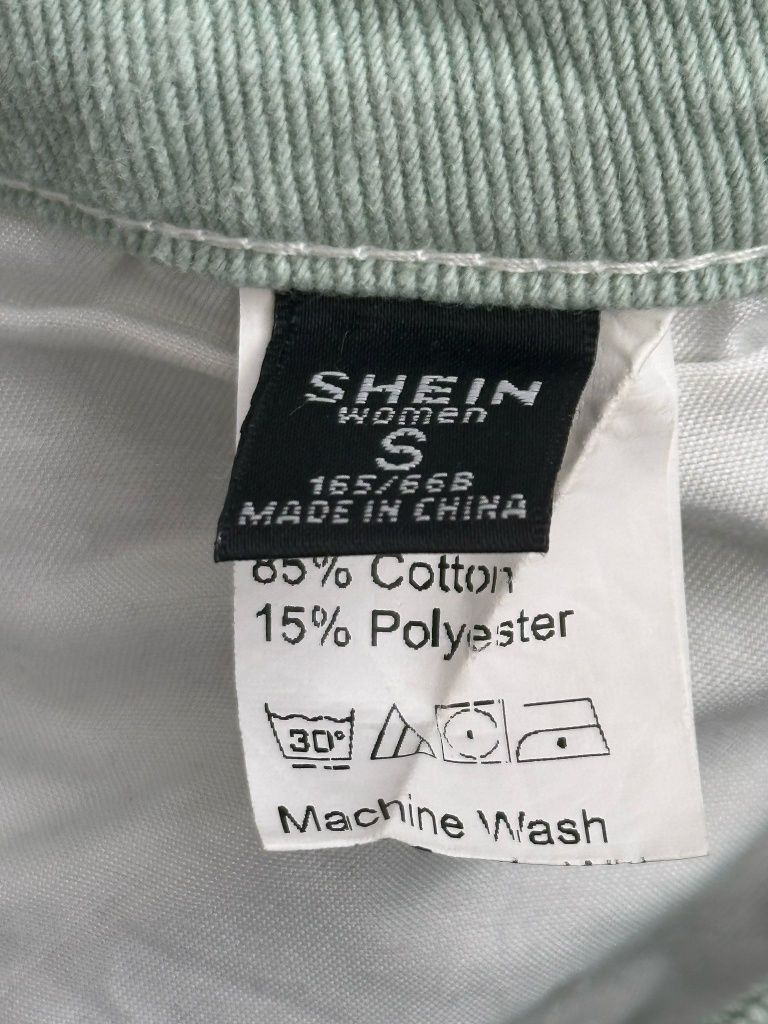 SHEIN
women
S
165/66B
MADE IN CHINA
85% Cotton
15% Polyester
30°
Machine Wash